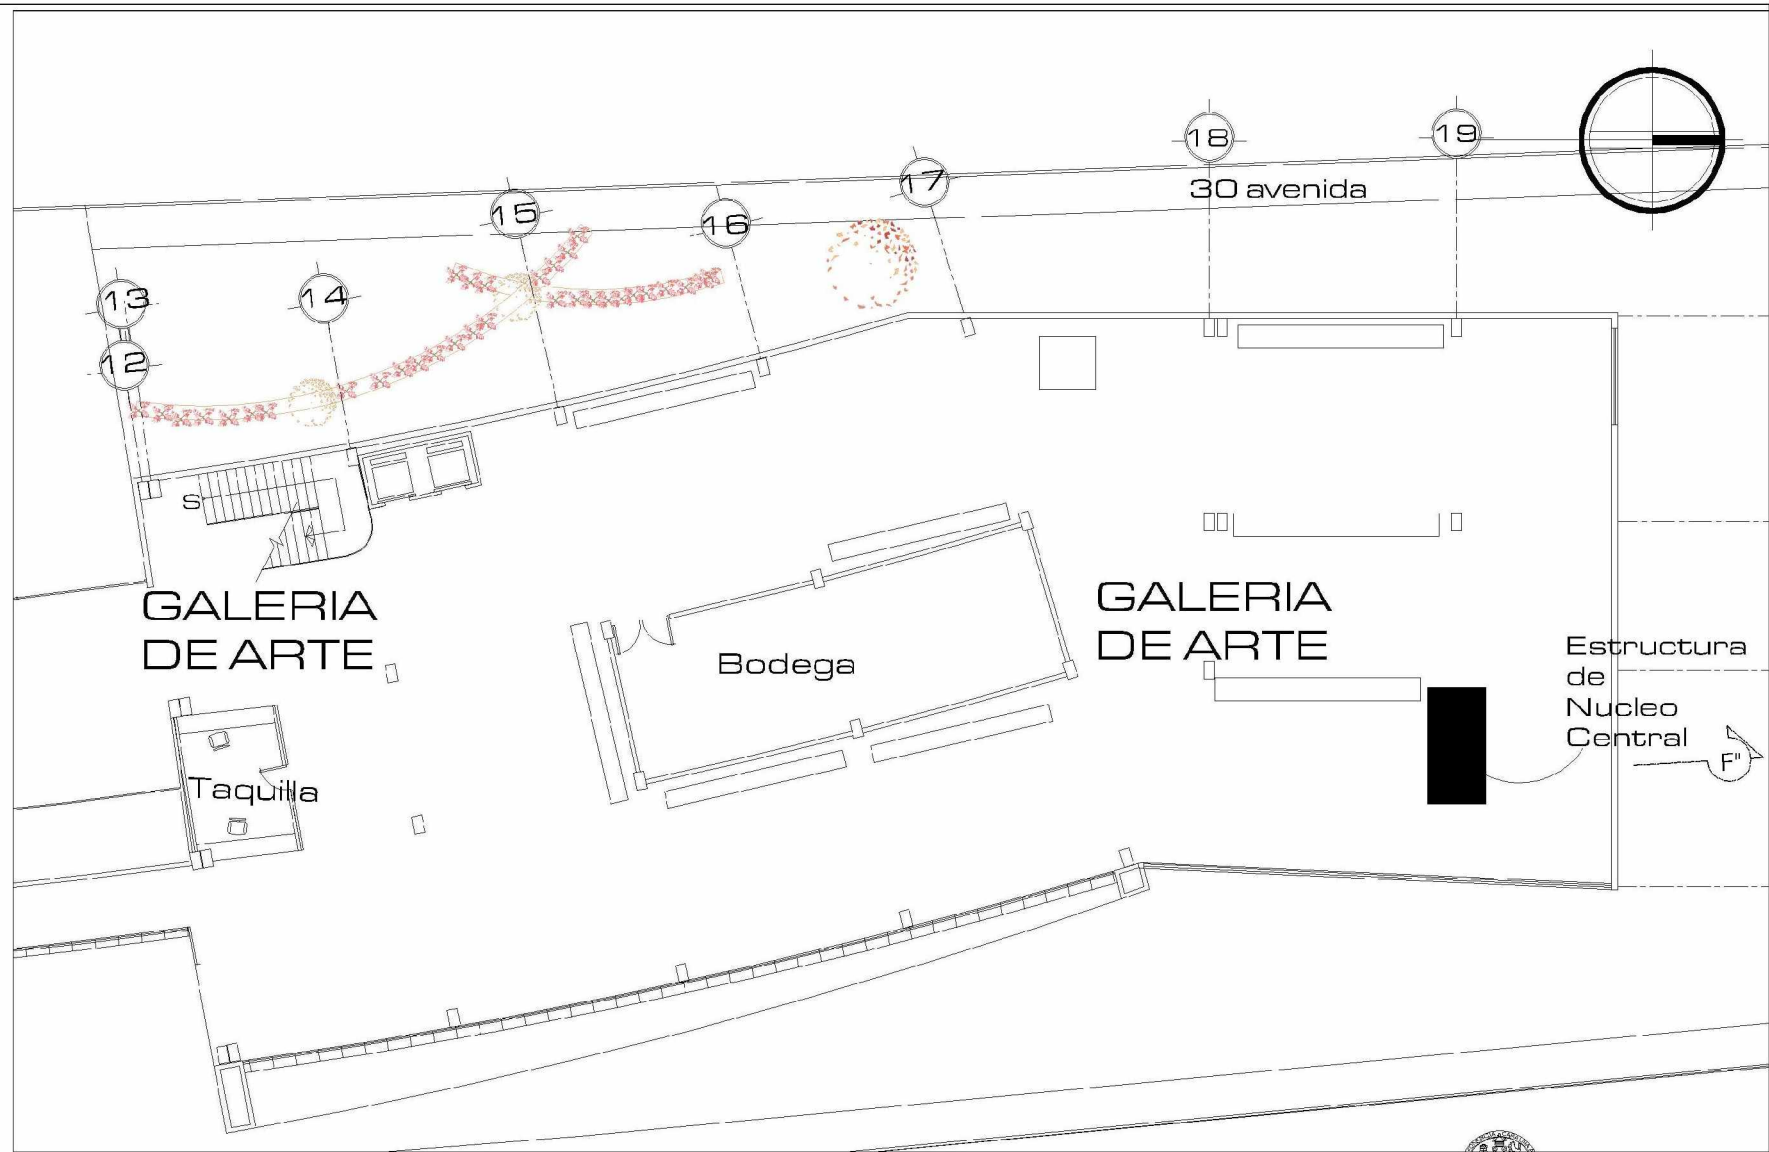 18
19
17
30 avenida
15
16
13
14
12
S
GALERIA
DE ARTE
GALERIA
DE ARTE
Bodega
Estructura
de
Nucleo
Central
F"
Taquilla